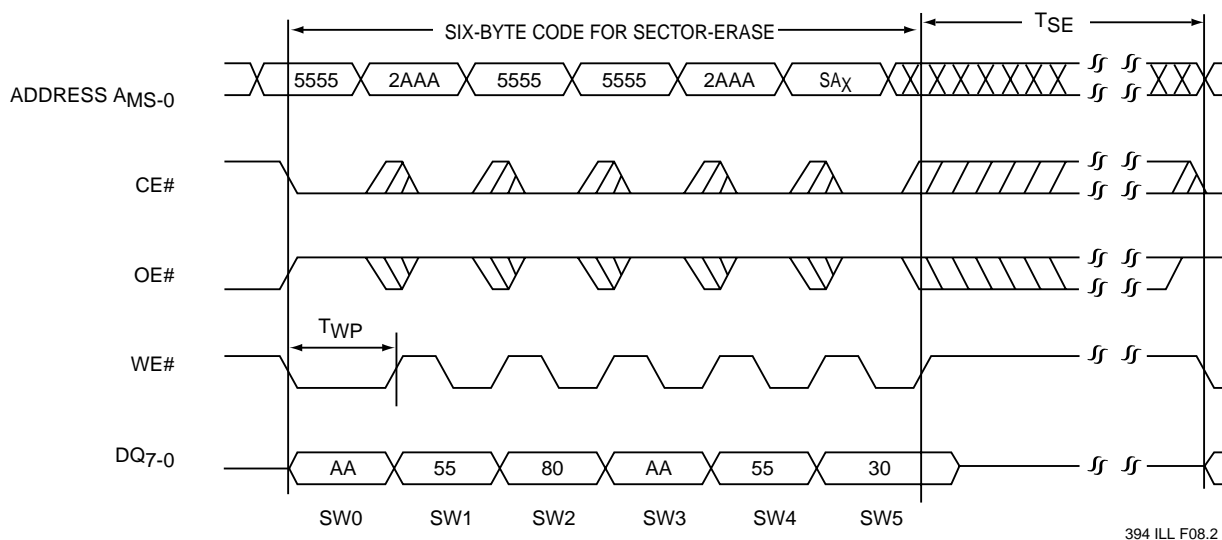 SIX-BYTE CODE FOR SECTOR-ERASE
TSE
ADDRESS AMS-0
5555 2AAA 5555 5555 2AAA SAX
CE#
OE#
TWP
WE#
DQ7-0
AA 55 80 AA 55 30
SW0 SW1 SW2 SW3 SW4 SW5
394 ILL F08.2